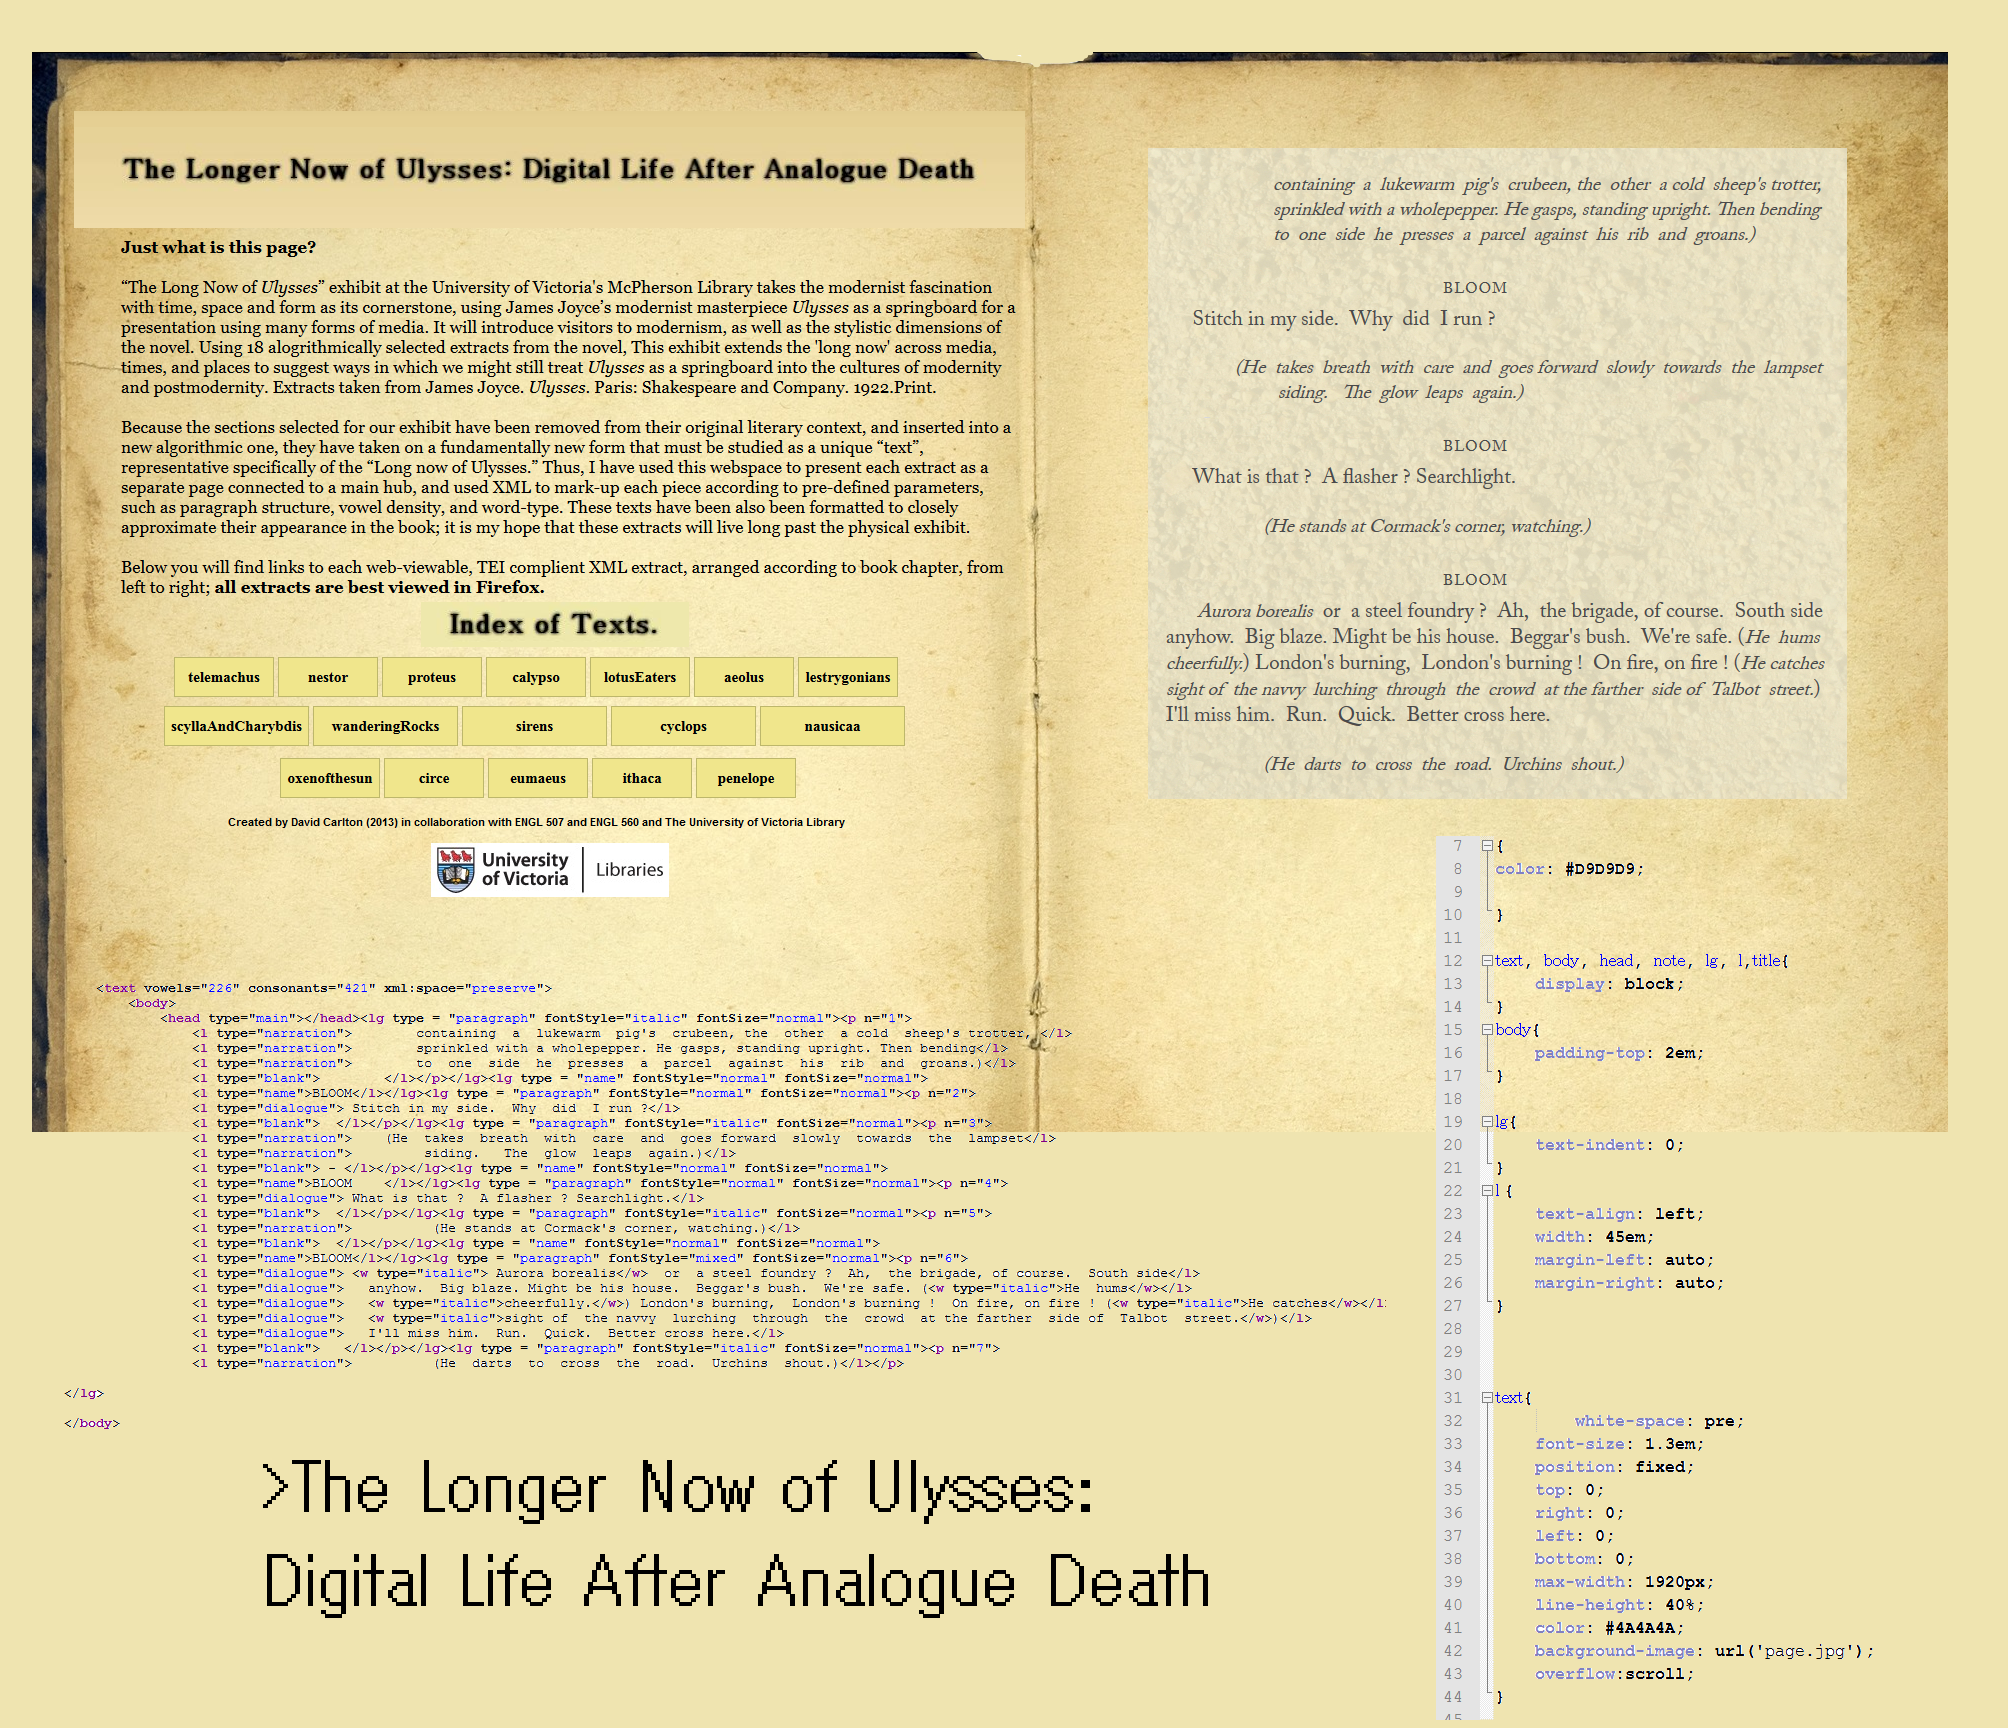 The Longer Now of Ulysses: Digital Life After Analogue Death
Just what is this page?
“The Long Now of Ulysses” exhibit at the University of Victoria's McPherson Library takes the modernist fascination
with time, space and form as its cornerstone, using James Joyce’s modernist masterpiece Ulysses as a springboard for a
presentation using many forms of media. It will introduce visitors to modernism, as well as the stylistic dimensions of
the novel. Using 18 alogrithmically selected extracts from the novel, This exhibit extends the 'long now' across media,
times, and places to suggest ways in which we might still treat Ulysses as a springboard into the cultures of modernity
and postmodernity. Extracts taken from James Joyce. Ulysses. Paris: Shakespeare and Company. 1922.Print.
Because the sections selected for our exhibit have been removed from their original literary context, and inserted into a
new algorithmic one, they have taken on a fundamentally new form that must be studied as a unique “text”,
representative specifically of the “Long now of Ulysses.” Thus, I have used this webspace to present each extract as a
separate page connected to a main hub, and used XML to mark-up each piece according to pre-defined parameters,
such as paragraph structure, vowel density, and word-type. These texts have been also been formatted to closely
approximate their appearance in the book; it is my hope that these extracts will live long past the physical exhibit.
Below you will find links to each web-viewable, TEI complient XML extract, arranged according to book chapter, from
left to right; all extracts are best viewed in Firefox.
Index of Texts.
telemachus nestor proteus calypso lotusEaters aeolus lestrygonians
scyllaAndCharybdis wanderingRocks sirens cyclops nausicaa
oxenofthesun circe eumaeus ithaca penelope
Created by David Carlton (2013) in collaboration with ENGL 507 and ENGL 560 and The University of Victoria Library
University
of Victoria
Libraries
containing a lukewarm pig's crubeen, the other a cold sheep's trotter,
sprinkled with a wholepepper. He gasps, standing upright. Then bending
to one side he presses a parcel against his rib and groans.)
BLOOM
Stitch in my side. Why did I run ?
(He takes breath with care and goes forward slowly towards the lampset
siding. The glow leaps again.)
BLOOM
What is that ? A flasher ? Searchlight.
(He stands at Cormack's corner, watching.)
BLOOM
Aurora borealis or a steel foundry ? Ah, the brigade, of course. South side
anyhow. Big blaze. Might be his house. Beggar's bush. We're safe. (He hums
cheerfully.) London's burning, London's burning ! On fire, on fire ! (He catches
sight of the navvy lurching through the crowd at the farther side of Talbot street.)
I'll miss him. Run. Quick. Better cross here.
(He darts to cross the road. Urchins shout.)
<text vowels="226" consonants="421" xml:space="preserve">
<body>
<head type="main"></head><lg type = "paragraph" fontStyle="italic" fontSize="normal"><p n="1">
<l type="narration"> containing a lukewarm pig's crubeen, the other a cold sheep's trotter, </l>
<l type="narration"> sprinkled with a wholepepper. He gasps, standing upright. Then bending</l>
<l type="narration"> to one side he presses a parcel against his rib and groans.)</l>
<l type="blank"> </l></p></lg><lg type = "name" fontStyle="normal" fontSize="normal">
<l type="name">BLOOM</l></lg><lg type = "paragraph" fontStyle="normal" fontSize="normal"><p n="2">
<l type="dialogue"> Stitch in my side. Why did I run ?</l>
<l type="blank"> </l></p></lg><lg type = "paragraph" fontStyle="italic" fontSize="normal"><p n="3">
<l type="narration"> (He takes breath with care and goes forward slowly towards the lampset</l>
<l type="narration"> siding. The glow leaps again.)</l>
<l type="blank"> - </l></p></lg><lg type = "name" fontStyle="normal" fontSize="normal">
<l type="name">BLOOM </l></lg><lg type = "paragraph" fontStyle="normal" fontSize="normal"><p n="4">
<l type="dialogue"> What is that ? A flasher ? Searchlight.</l>
<l type="blank"> </l></p></lg><lg type = "paragraph" fontStyle="italic" fontSize="normal"><p n="5">
<l type="narration"> (He stands at Cormack's corner, watching.)</l>
<l type="blank"> </l></p></lg><lg type = "name" fontStyle="normal" fontSize="normal">
<l type="name">BLOOM</l></lg><lg type = "paragraph" fontStyle="mixed" fontSize="normal"><p n="6">
<l type="dialogue"> <w type="italic"> Aurora borealis</w> or a steel foundry ? Ah, the brigade, of course. South side</l>
<l type="dialogue"> anyhow. Big blaze. Might be his house. Beggar's bush. We're safe. (<w type="italic">He hums</w></l>
<l type="dialogue"> <w type="italic">cheerfully.</w>) London's burning, London's burning ! On fire, on fire ! (<w type="italic">He catches</w></l
<l type="dialogue"> <w type="italic">sight of the navvy lurching through the crowd at the farther side of Talbot street.</w>)</l>
<l type="dialogue"> I'll miss him. Run. Quick. Better cross here.</l>
<l type="blank"> </l></p></lg><lg type = "paragraph" fontStyle="italic" fontSize="normal"><p n="7">
<l type="narration"> (He darts to cross the road. Urchins shout.)</l></p>
</lg>
</body>
>The Longer Now of Ulysses:
Digital Life After Analogue Death
7 {
8 color: #D9D9D9;
9
10 }
11
12 text, body, head, note, lg, l,title{
13 display: block;
14 }
15 body{
16 padding-top: 2em;
17 }
18
19 lg{
20 text-indent: 0;
21 }
22 l {
23 text-align: left;
24 width: 45em;
25 margin-left: auto;
26 margin-right: auto;
27 }
28
29
30
31 text{
32 white-space: pre;
33 font-size: 1.3em;
34 position: fixed;
35 top: 0;
36 right: 0;
37 left: 0;
38 bottom: 0;
39 max-width: 1920px;
40 line-height: 40%;
41 color: #4A4A4A;
42 background-image: url('page.jpg');
43 overflow:scroll;
44 }
45